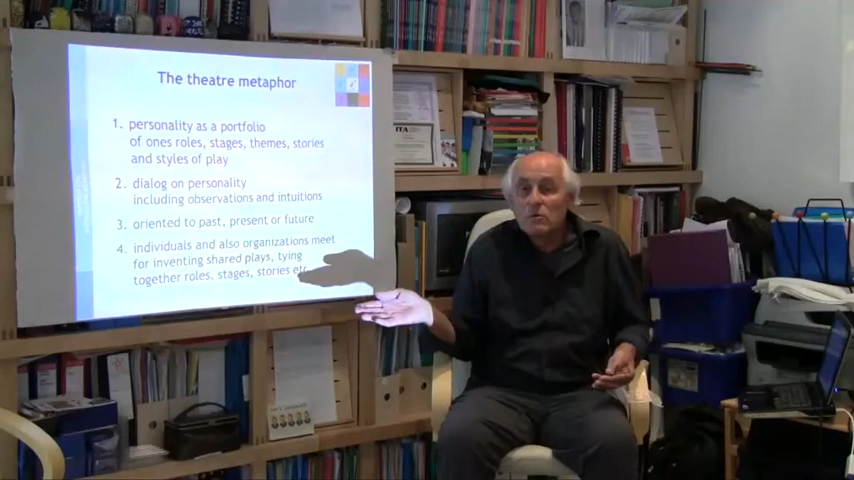 The theatre metaphor
1. personality as a portfolio
of ones roles, stages, themes, stories
and styles of play
2. dialog on personality
including observations and intuitions
3. oriented to past, present or future
4. individuals and also organizations meet
for inventing shared plays, tying
together roles, stages, stories etc
ITA